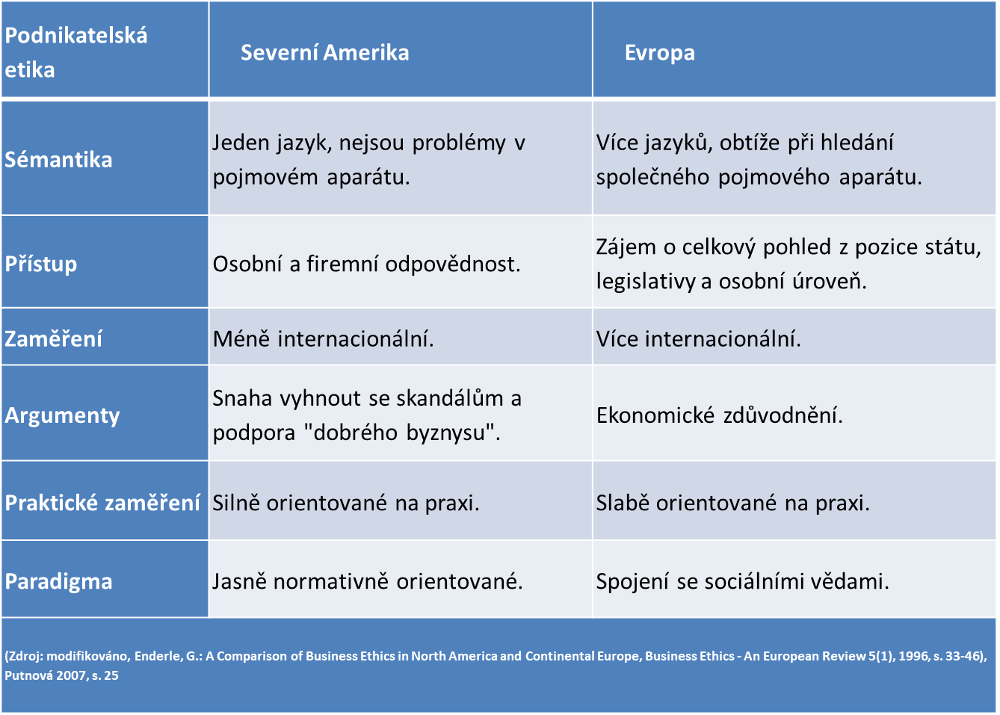 Podnikatelská
etika
Severní Amerika
Evropa
Sémantika
Jeden jazyk, nejsou problémy v
pojmovém aparátu.
Více jazyků, obtíže při hledání
společného pojmového aparátu.
Přístup
Osobní a firemní odpovědnost.
Zájem o celkový pohled z pozice státu,
legislativy a osobní úroveň.
Zaměření
Méně internacionální.
Více internacionální.
Argumenty
Snaha vyhnout se skandálům a
podpora "dobrého byznysu".
Ekonomické zdůvodnění.
Praktické zaměření
Silně orientované na praxi.
Slabě orientované na praxi.
Paradigma
Jasně normativně orientované.
Spojení se sociálními vědami.
(Zdroj: modifikováno, Enderle, G.: A Comparison of Business Ethics in North America and Continental Europe, Business Ethics - An European Review 5(1), 1996, s. 33-46),
Putnová 2007, s. 25